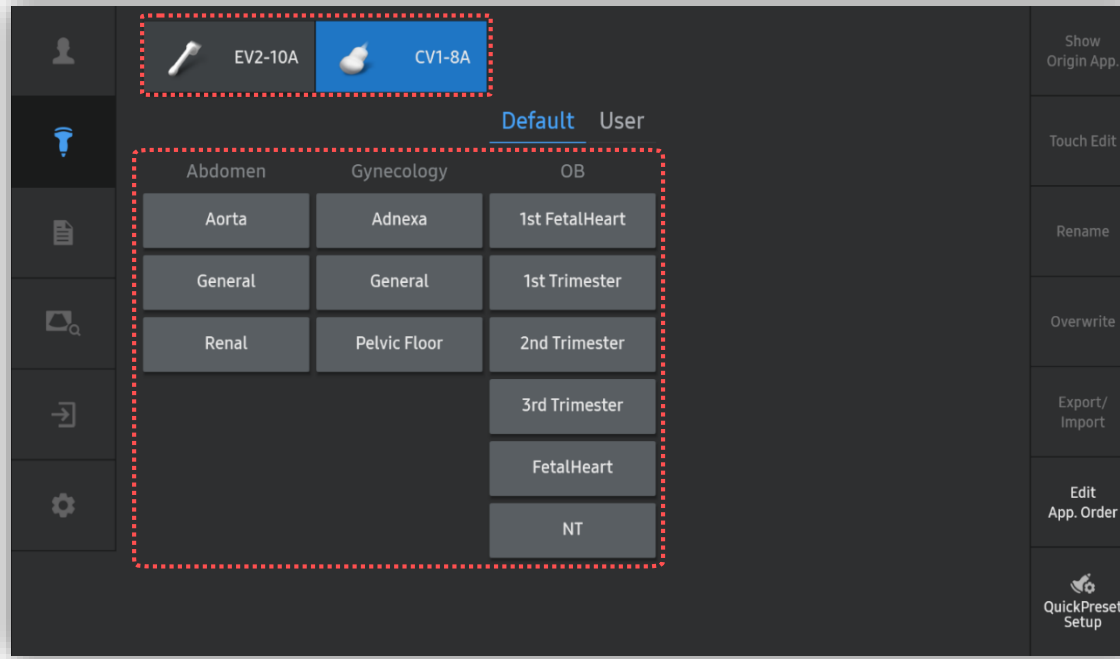 EV2-10A
CV1-8A
Default
User
Abdomen
Gynecology
OB
Aorta
Adnexa
1st FetalHeart
General
General
1st Trimester
Renal
Pelvic Floor
2nd Trimester
3rd Trimester
FetalHeart
NT
Show
Origin App.
Touch Edit
Rename
Overwrite
Export/
Import
Edit
App. Order
QuickPreset
Setup